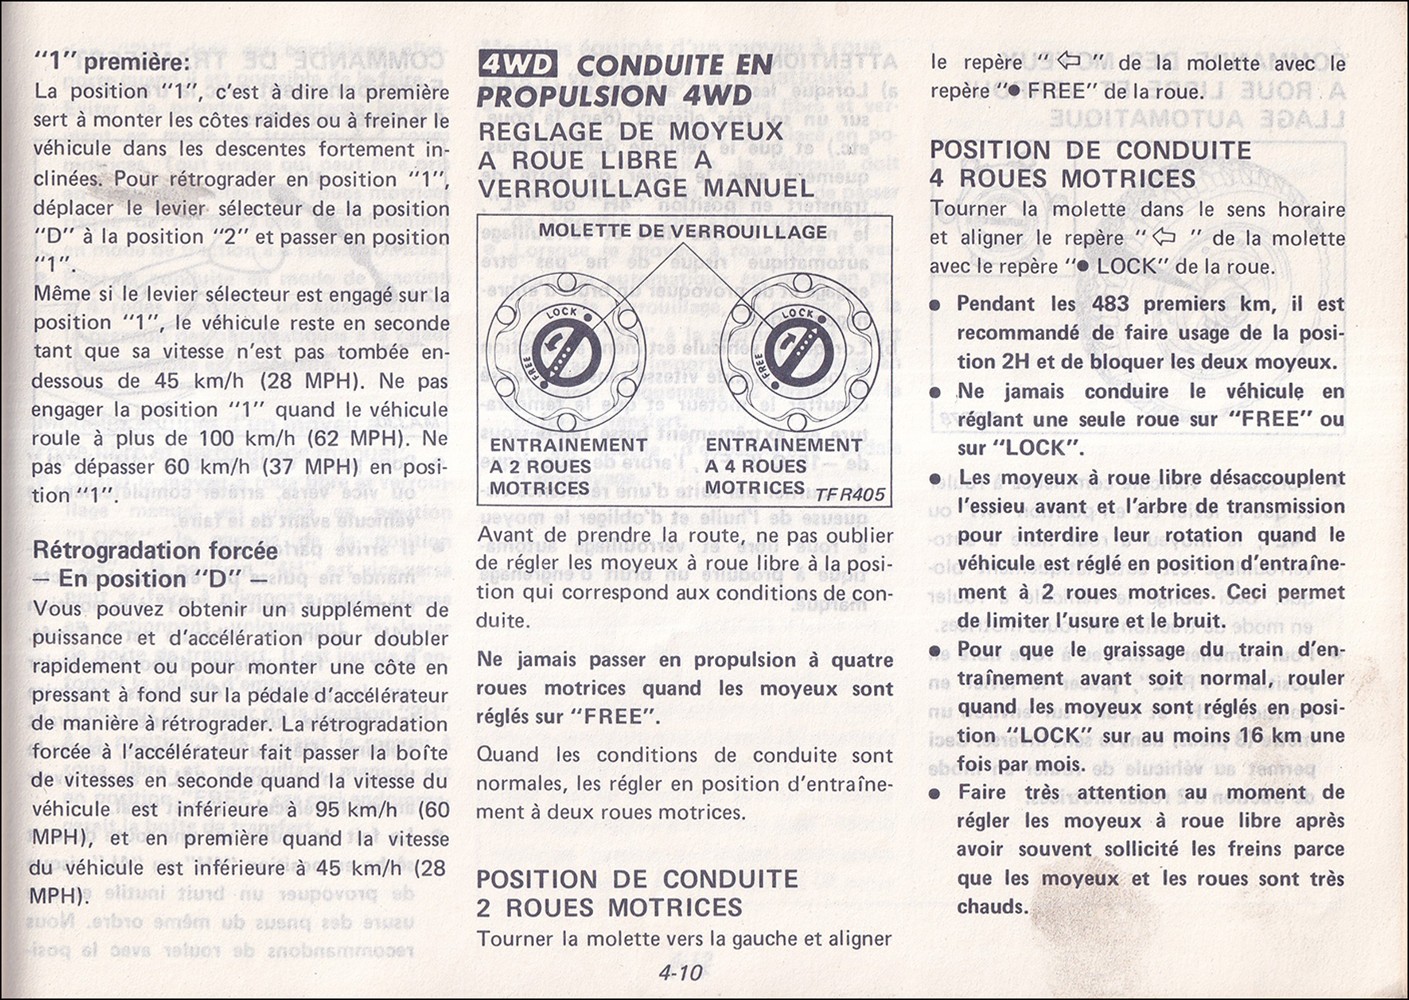 "1" première:
La position "1", c'est à dire la première
sert à monter les côtes raides ou à freiner le
véhicule dans les descentes fortement in-
clinées. Pour rétrograder en position "1",
déplacer le levier sélecteur de la position
"D" à la position "2" et passer en position
"1".
Même si le levier sélecteur est engagé sur la
position "1", le véhicule reste en seconde
tant que sa vitesse n'est pas tombée en-
dessous de 45 km/h (28 MPH). Ne pas
engager la position "1" quand le véhicule
roule à plus de 100 km/h (62 MPH). Ne
pas dépasser 60 km/h (37 MPH) en posi-
tion "1".
Rétrogradation forcée
— En position "D" —
Vous pouvez obtenir un supplément de
puissance et d'accélération pour doubler
rapidement ou pour monter une côte en
pressant à fond sur la pédale d'accélérateur
de manière à rétrograder. La rétrogradation
forcée à l'accélérateur fait passer la boîte
de vitesses en seconde quand la vitesse du
véhicule est inférieure à 95 km/h (60
MPH), et en première quand la vitesse
du véhicule est inférieure à 45 km/h (28
MPH).
4WD CONDUITE EN
PROPULSION 4WD
REGLAGE DE MOYEUX
A ROUE LIBRE A
VERROUILLAGE MANUEL
MOLETTE DE VERROUILLAGE
LOCK
FREE
LOCK
FREE
ENTRAINEMENT
A 2 ROUES
MOTRICES
ENTRAINEMENT
A 4 ROUES
MOTRICES
TFR405
Avant de prendre la route, ne pas oublier
de régler les moyeux à roue libre à la posi-
tion qui correspond aux conditions de con-
duite.
Ne jamais passer en propulsion à quatre
roues motrices quand les moyeux sont
réglés sur "FREE".
Quand les conditions de conduite sont
normales, les régler en position d'entraîne-
ment à deux roues motrices.
POSITION DE CONDUITE
2 ROUES MOTRICES
Tourner la molette vers la gauche et aligner
le repère "⇦" de la molette avec le
repère "● FREE" de la roue.
POSITION DE CONDUITE
4 ROUES MOTRICES
Tourner la molette dans le sens horaire
et aligner le repère "⇦" de la molette
avec le repère "● LOCK" de la roue.
● Pendant les 483 premiers km, il est
recommandé de faire usage de la posi-
tion 2H et de bloquer les deux moyeux.
● Ne jamais conduire le véhicule en
réglant une seule roue sur "FREE" ou
sur "LOCK".
● Les moyeux à roue libre désaccouplent
l'essieu avant et l'arbre de transmission
pour interdire leur rotation quand le
véhicule est réglé en position d'entraîne-
ment à 2 roues motrices. Ceci permet
de limiter l'usure et le bruit.
● Pour que le graissage du train d'en-
traînement avant soit normal, rouler
quand les moyeux sont réglés en posi-
tion "LOCK" sur au moins 16 km une
fois par mois.
● Faire très attention au moment de
régler les moyeux à roue libre après
avoir souvent sollicité les freins parce
que les moyeux et les roues sont très
chauds.
4-10